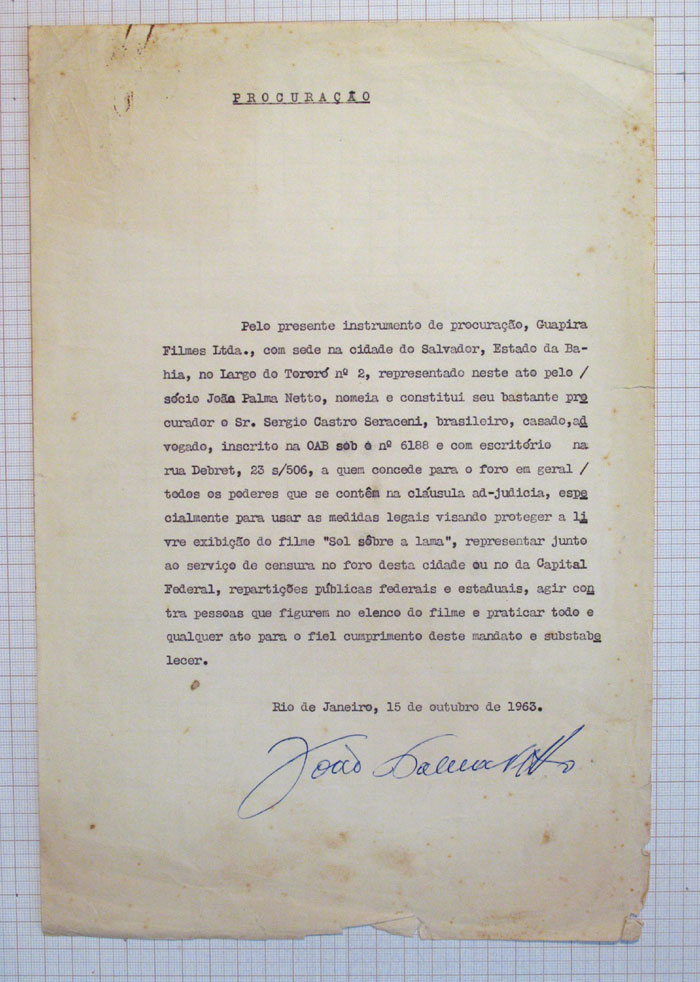 PROCURAÇÃO
Pelo presente instrumento de procuração, Guapira
Filmes Ltda., com sede na cidade do Salvador, Estado da Ba-
hia, no Largo do Tororó nº 2, representado neste ato pelo /
sócio João Palma Netto, nomeia e constitui seu bastante pro
curador o Sr. Sergio Castro Seraceni, brasileiro, casado,ad
vogado, inscrito na OAB sob o nº 6188 e com escritório na
rua Debret, 23 s/506, a quem concede para o foro em geral /
todos os poderes que se contêm na cláusula ad-judicia, espe
cialmente para usar as medidas legais visando proteger a li
vre exibição do filme "Sol sôbre a lama", representar junto
ao serviço de censura no foro desta cidade ou no da Capital
Federal, repartições públicas federais e estaduais, agir con
tra pessoas que figurem no elenco do filme e praticar todo e
qualquer ato para o fiel cumprimento deste mandato e substabe
lecer.
Rio de Janeiro, 15 de outubro de 1963.
João Palma Netto